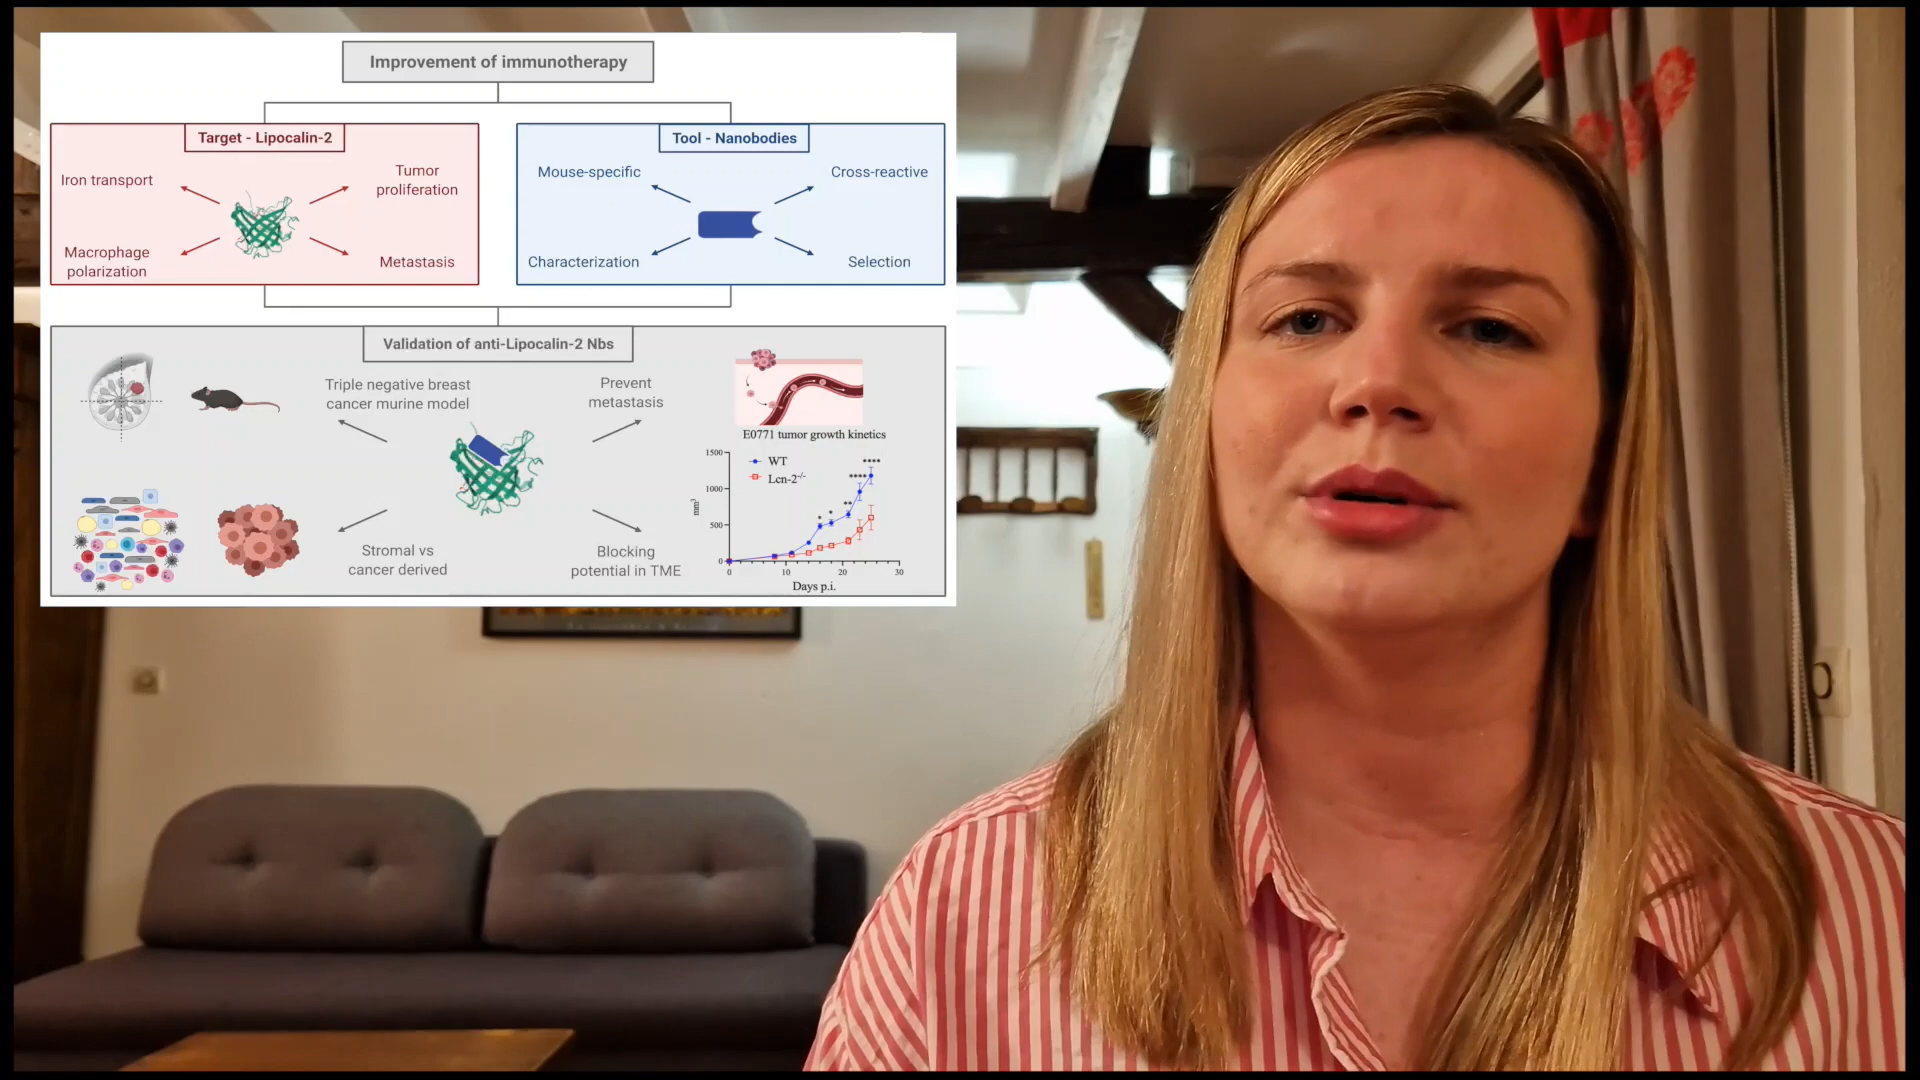 Improvement of immunotherapy
Target - Lipocalin-2
Iron transport
Tumor
proliferation
Macrophage
polarization
Metastasis
Tool - Nanobodies
Mouse-specific
Cross-reactive
Characterization
Selection
Validation of anti-Lipocalin-2 Nbs
Triple negative breast
cancer murine model
Prevent
metastasis
Stromal vs
cancer derived
Blocking
potential in TME
E0771 tumor growth kinetics
WT
Lcn-2-/-
1500
1000
500
0
mm3
*
*
**
****
****
0
10
20
30
Days p.i.